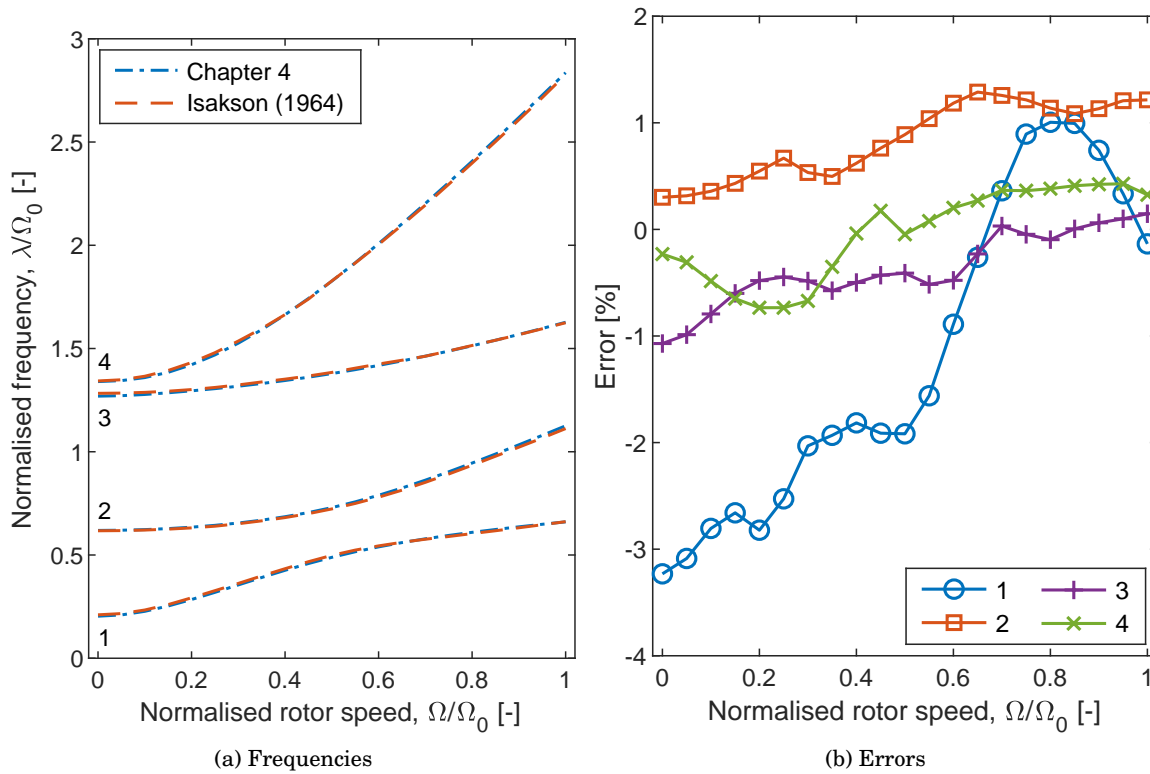 3
2.5
2
1.5
1
0.5
0
Normalised frequency, λ/Ω₀ [-]
Chapter 4
Isakson (1964)
4
3
2
1
0 0.2 0.4 0.6 0.8 1
Normalised rotor speed, Ω/Ω₀ [-]
(a) Frequencies
2
1
0
-1
-2
-3
-4
Error [%]
1 3
2 4
0 0.2 0.4 0.6 0.8 1
Normalised rotor speed, Ω/Ω₀ [-]
(b) Errors